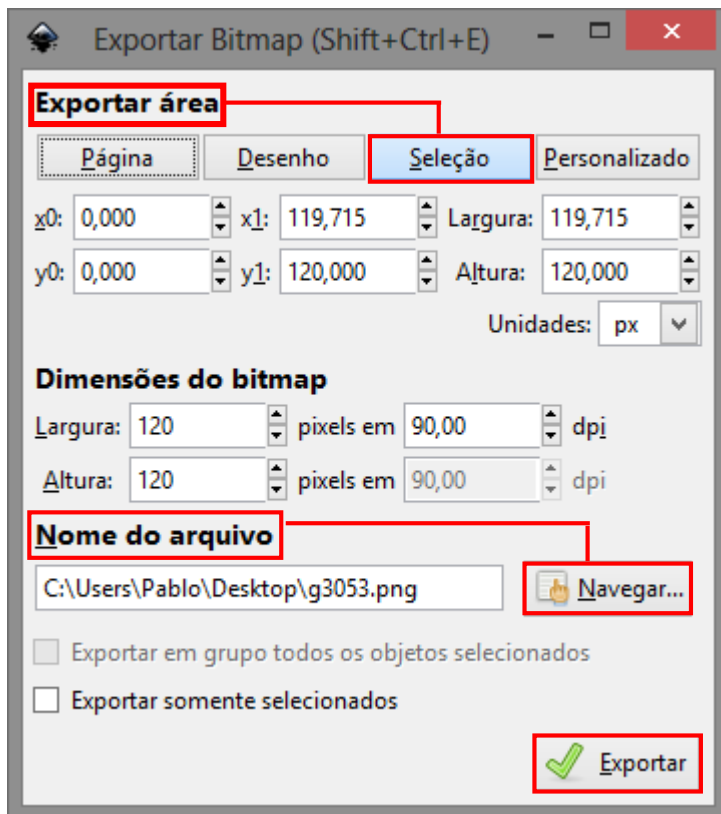 Exportar Bitmap (Shift+Ctrl+E)
Exportar área
Página Desenho Seleção Personalizado
x0: 0,000 x1: 119,715 Largura: 119,715
y0: 0,000 y1: 120,000 Altura: 120,000
Unidades: px
Dimensões do bitmap
Largura: 120 pixels em 90,00 dpi
Altura: 120 pixels em 90,00 dpi
Nome do arquivo
C:\Users\Pablo\Desktop\g3053.png Navegar...
Exportar em grupo todos os objetos selecionados
Exportar somente selecionados
Exportar